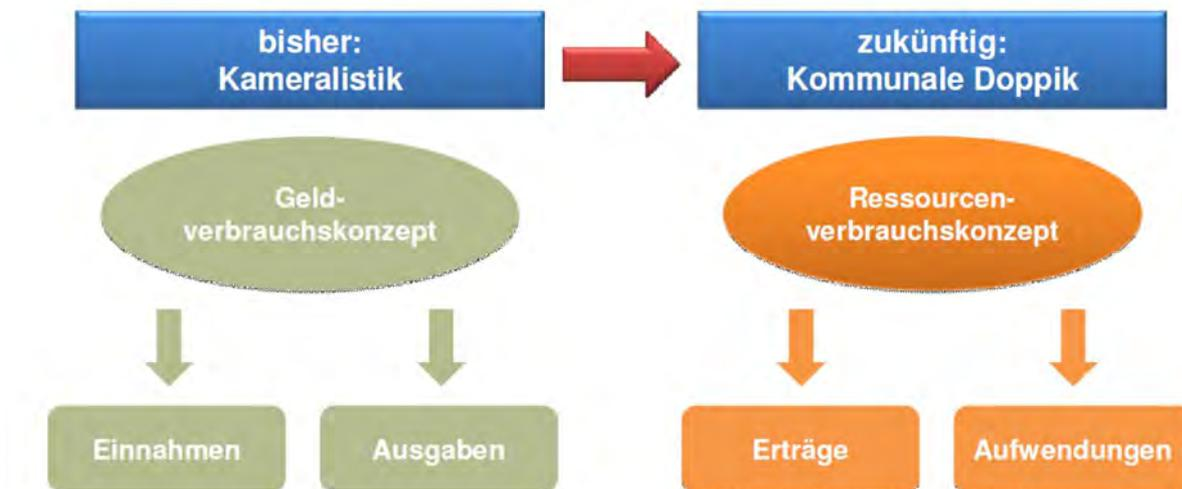 bisher:
Kameralistik
zukünftig:
Kommunale Doppik
Geld-
verbrauchskonzept
Ressourcen-
verbrauchskonzept
Einnahmen
Ausgaben
Erträge
Aufwendungen